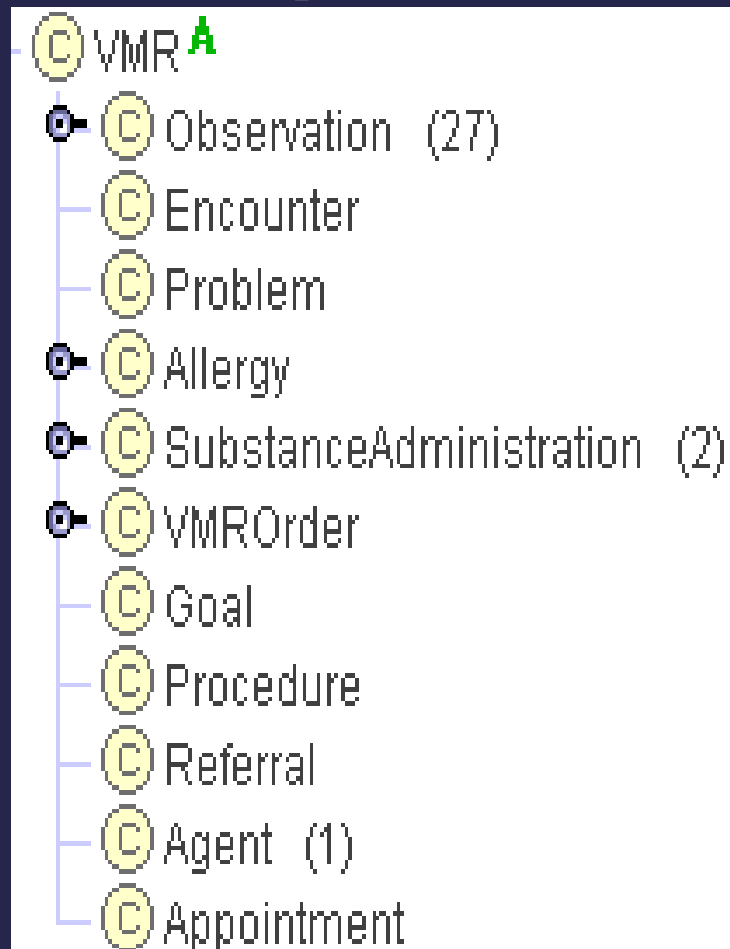 C VMR A
C Observation (27)
C Encounter
C Problem
C Allergy
C SubstanceAdministration (2)
C VMROrder
C Goal
C Procedure
C Referral
C Agent (1)
C Appointment